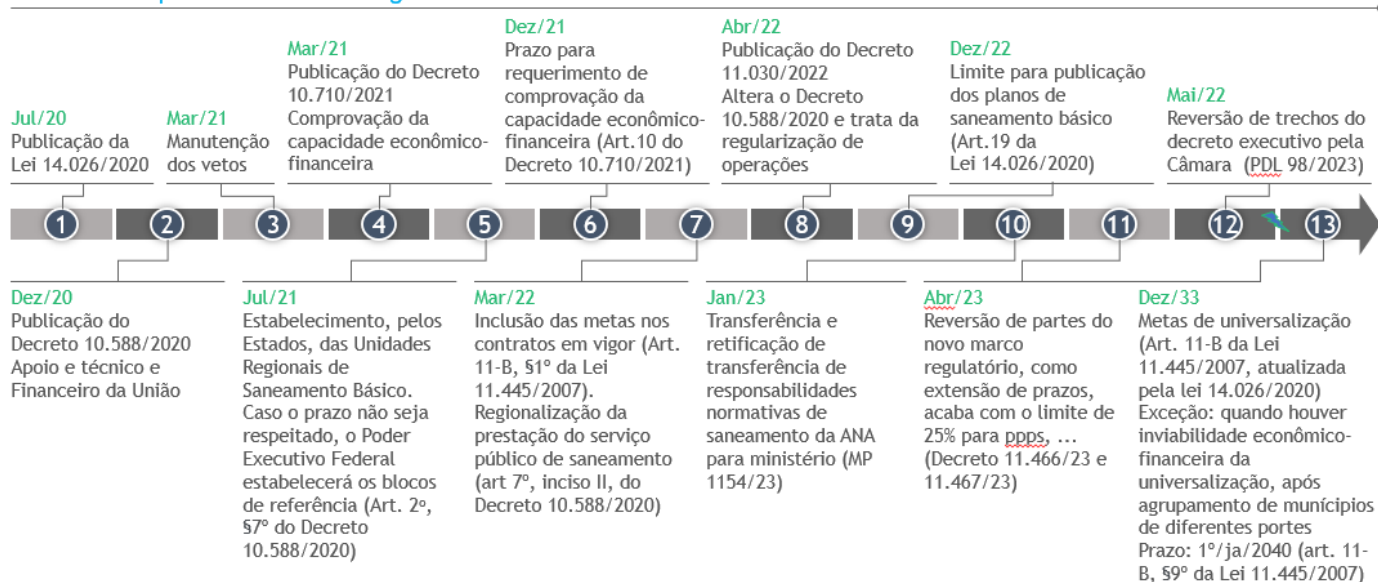 Jul/20
Publicação da
Lei 14.026/2020
Mar/21
Manutenção
dos vetos
Mar/21
Publicação do Decreto
10.710/2021
Comprovação da
capacidade econômico-
financeira
Dez/21
Prazo para
requerimento de
comprovação da
capacidade econômico-
financeira (Art.10 do
Decreto 10.710/2021)
Abr/22
Publicação do Decreto
11.030/2022
Altera o Decreto
10.588/2020 e trata da
regularização de
operações
Dez/22
Limite para publicação
dos planos de
saneamento básico
(Art.19 da
Lei 14.026/2020)
Mai/22
Reversão de trechos do
decreto executivo pela
Câmara (PDL 98/2023)
1 2 3 4 5 6 7 8 9 10 11 12 13
Dez/20
Publicação do
Decreto 10.588/2020
Apoio e técnico e
Financeiro da União
Jul/21
Estabelecimento, pelos
Estados, das Unidades
Regionais de
Saneamento Básico.
Caso o prazo não seja
respeitado, o Poder
Executivo Federal
estabelecerá os blocos
de referência (Art. 2º,
§7º do Decreto
10.588/2020)
Mar/22
Inclusão das metas nos
contratos em vigor (Art.
11-B, §1º da Lei
11.445/2007).
Regionalização da
prestação do serviço
público de saneamento
(art 7º, inciso II, do
Decreto 10.588/2020)
Jan/23
Transferência e
retificação de
transferência de
responsabilidades
normativas de
saneamento da ANA
para ministério (MP
1154/23)
Abr/23
Reversão de partes do
novo marco
regulatório, como
extensão de prazos,
acaba com o limite de
25% para ppps, ...
(Decreto 11.466/23 e
11.467/23)
Dez/33
Metas de universalização
(Art. 11-B da Lei
11.445/2007, atualizada
pela lei 14.026/2020)
Exceção: quando houver
inviabilidade econômico-
financeira da
universalização, após
agrupamento de munícipios
de diferentes portes
Prazo: 1º/ja/2040 (art. 11-
B, §9º da Lei 11.445/2007)